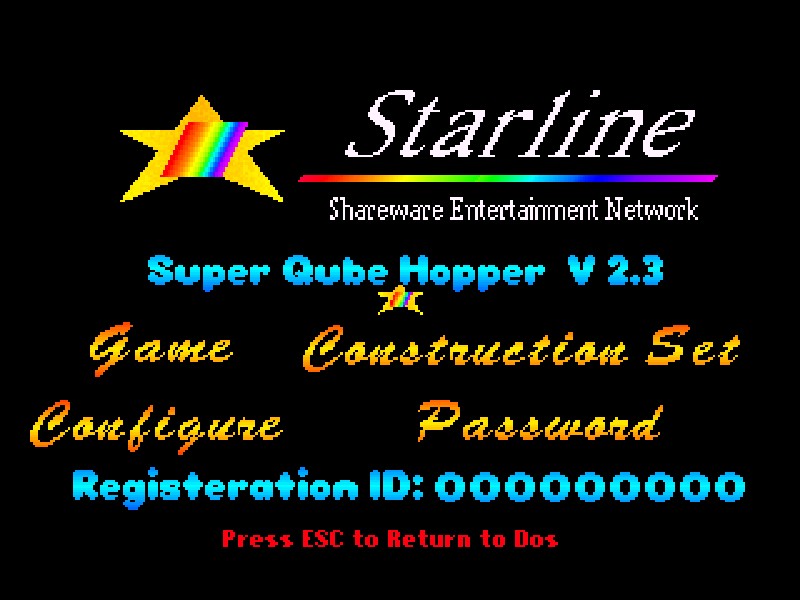 Starline
Shareware Entertainment Network
Super Qube Hopper V 2.3
Game Construction Set
Configure Password
Registeration ID: 0000000000
Press ESC to Return to Dos